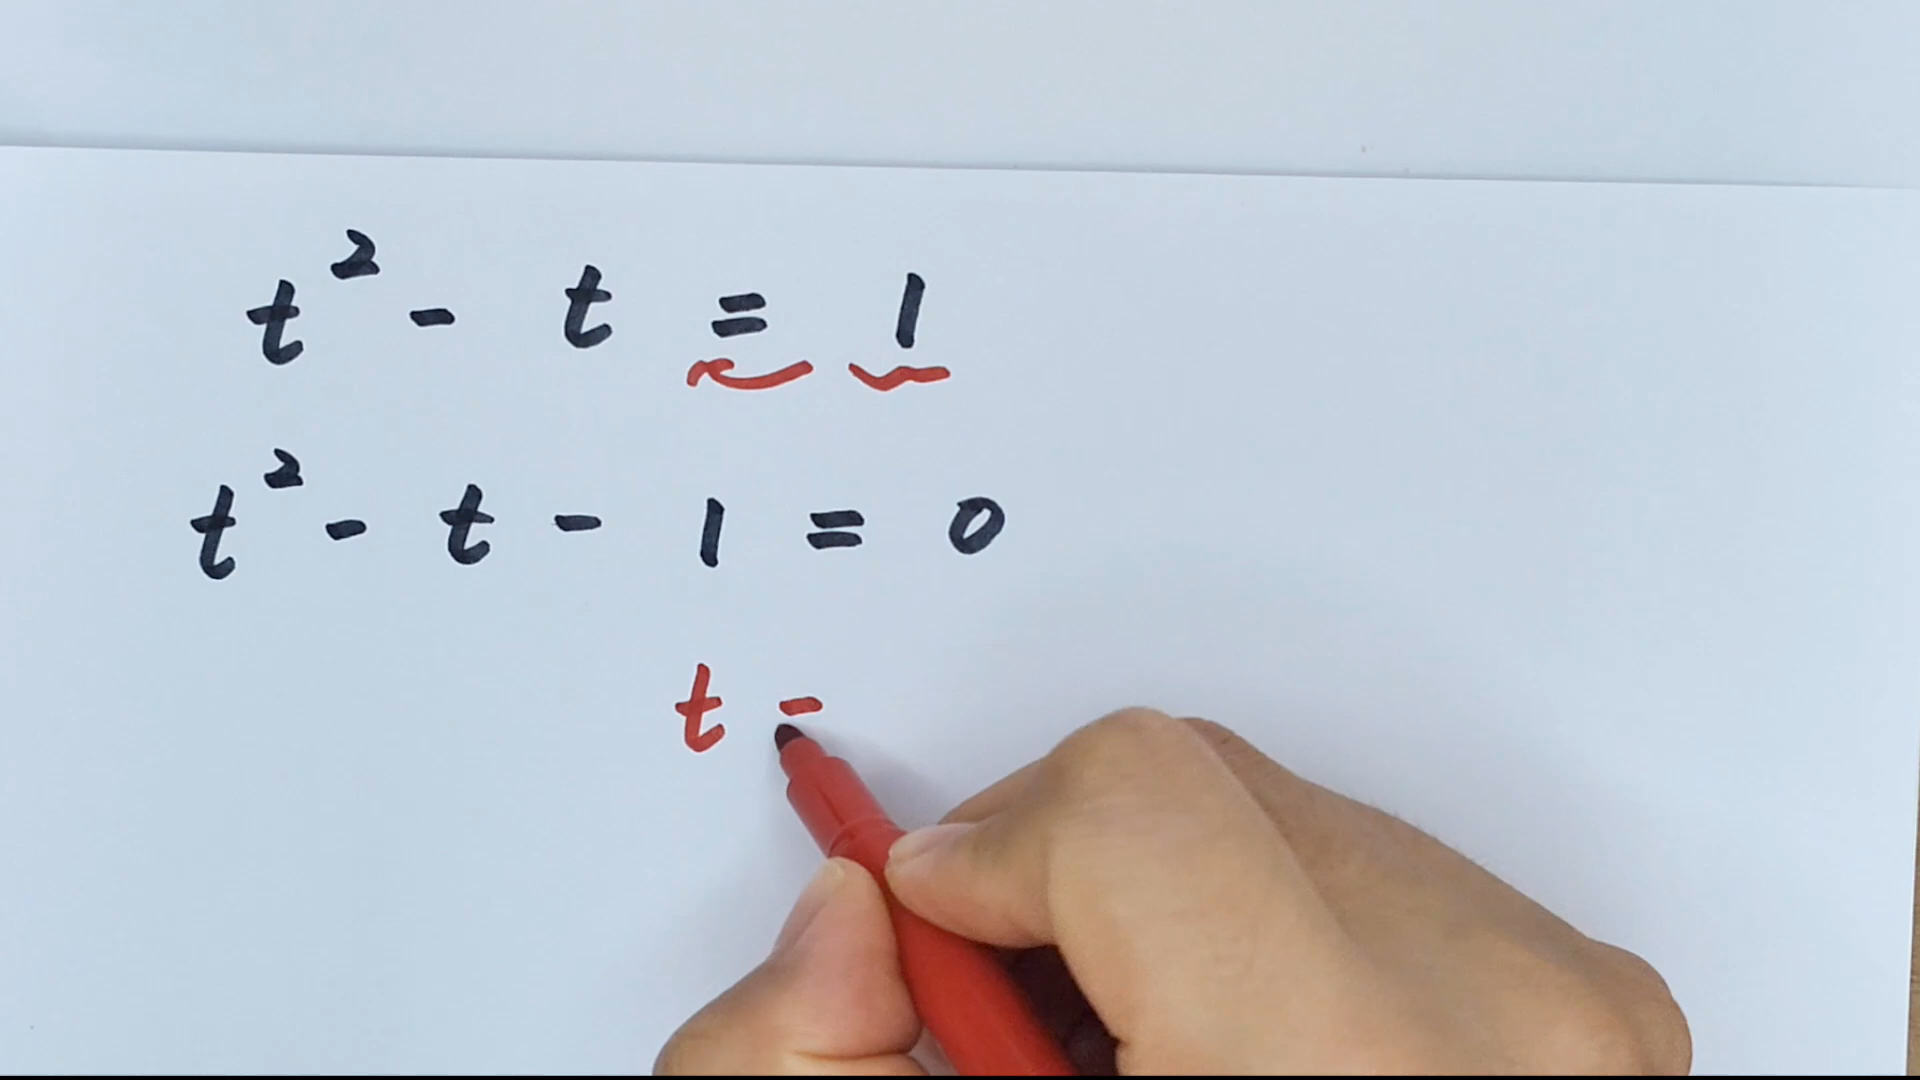 t² - t = 1
t² - t - 1 = 0
t -